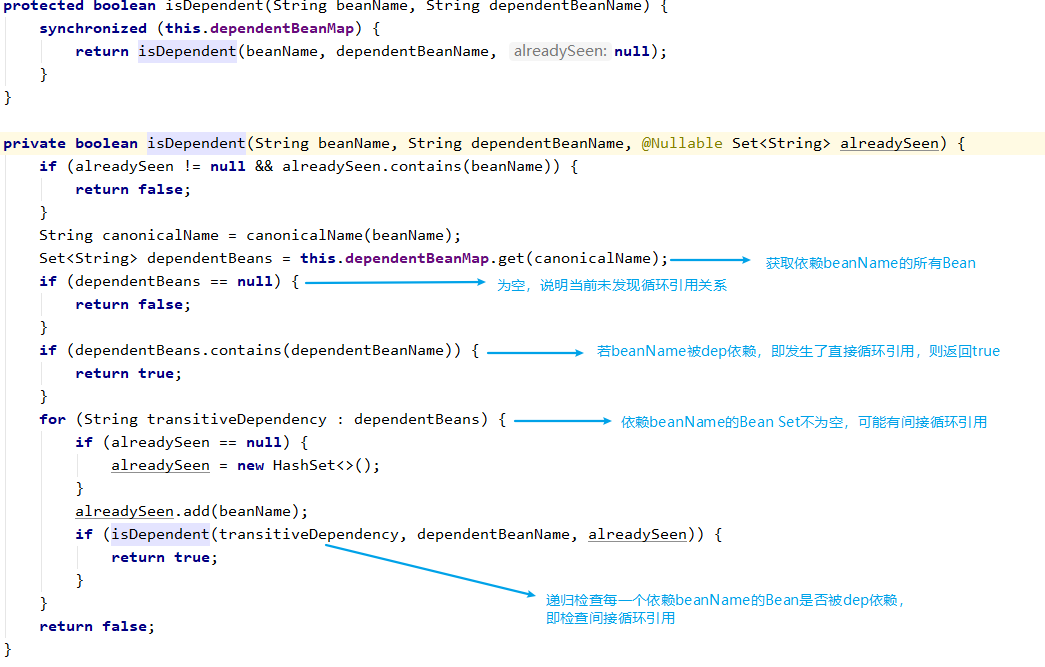 protected boolean isDependent(String beanName, String dependentBeanName) {
synchronized (this.dependentBeanMap) {
return isDependent(beanName, dependentBeanName, alreadySeen: null);
}
}
private boolean isDependent(String beanName, String dependentBeanName, @Nullable Set<String> alreadySeen) {
if (alreadySeen != null && alreadySeen.contains(beanName)) {
return false;
}
String canonicalName = canonicalName(beanName);
Set<String> dependentBeans = this.dependentBeanMap.get(canonicalName); 获取依赖beanName的所有Bean
if (dependentBeans == null) { 为空，说明当前未发现循环引用关系
return false;
}
if (dependentBeans.contains(dependentBeanName)) { 若beanName被dep依赖，即发生了直接循环引用，则返回true
return true;
}
for (String transitiveDependency : dependentBeans) { 依赖beanName的Bean Set不为空，可能有间接循环引用
if (alreadySeen == null) {
alreadySeen = new HashSet<>();
}
alreadySeen.add(beanName);
if (isDependent(transitiveDependency, dependentBeanName, alreadySeen)) {
return true;
}
递归检查每一个依赖beanName的Bean是否被dep依赖，
}
即检查间接循环引用
return false;
}